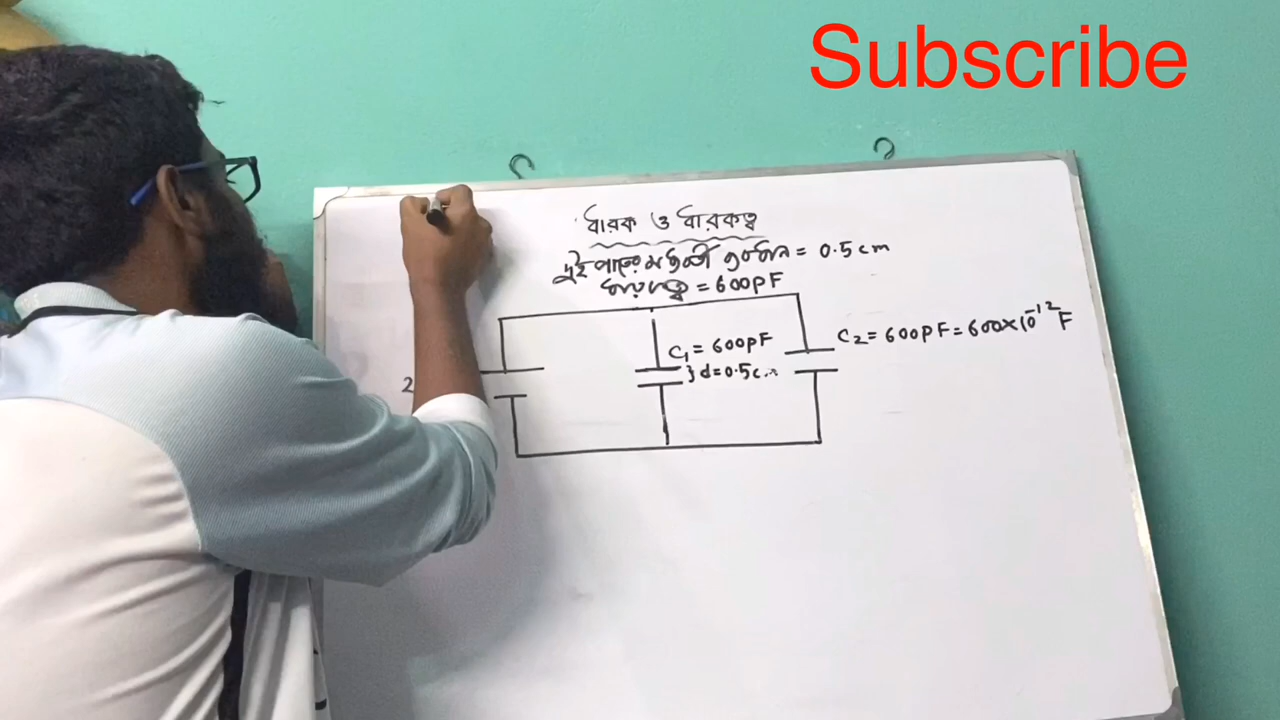 Subscribe
ধারক ও ধারকত্ব
দুই পাতের মধ্যবর্তী = 0.5 cm
ধারকত্ব = 600pF
C₁ = 600pF
} d = 0.5c
C₂ = 600pF = 600×10⁻¹² F
2